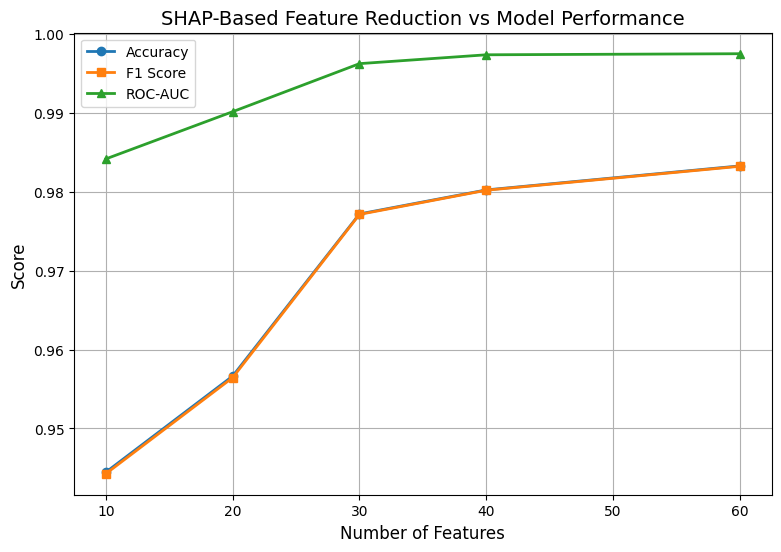 SHAP-Based Feature Reduction vs Model Performance
1.00
0.99
0.98
0.97
0.96
0.95
Score
Accuracy
F1 Score
ROC-AUC
10 20 30 40 50 60
Number of Features